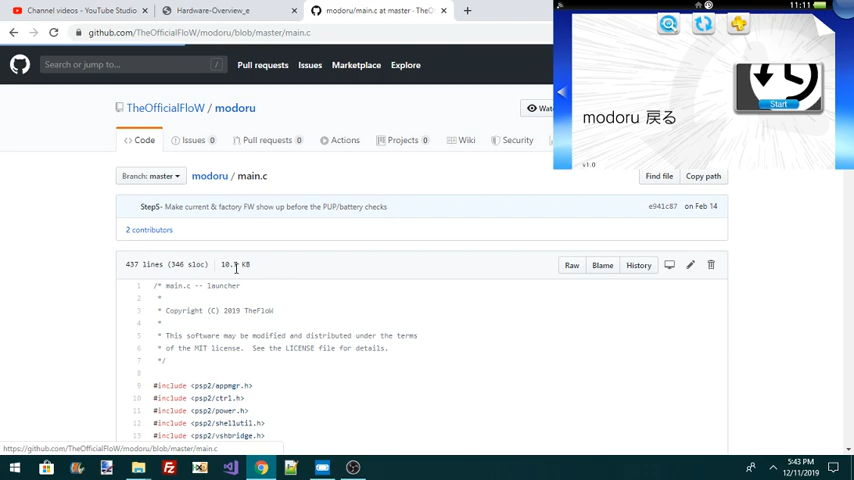 Channel videos - YouTube Studio
Hardware-Overview_e
modoru/main.c at master · TheO
github.com/TheOfficialFloW/modoru/blob/master/main.c
Search or jump to...
/
Pull requests
Issues
Marketplace
Explore
11:11
TheOfficialFloW / modoru
Code
Issues 0
Pull requests 0
Actions
Projects 0
Wiki
Security
Start
modoru 戻る
v1.0
Branch: master
modoru / main.c
Find file
Copy path
StepS- Make current & factory FW show up before the PUP/battery checks
e941c87 on Feb 14
2 contributors
437 lines (346 sloc)
KB
Raw
Blame
History
1 /* main.c -- launcher
2 *
3 * Copyright (C) 2019 TheFloW
4 *
5 * This software may be modified and distributed under the terms
6 * of the MIT license. See the LICENSE file for details.
7 */
8
9 #include <psp2/appmgr.h>
10 #include <psp2/ctrl.h>
11 #include <psp2/power.h>
12 #include <psp2/shellutil.h>
13 #include <psp2/vshbridge.h>
https://github.com/TheOfficialFloW/modoru/blob/master/main.c
5:43 PM
12/11/2019